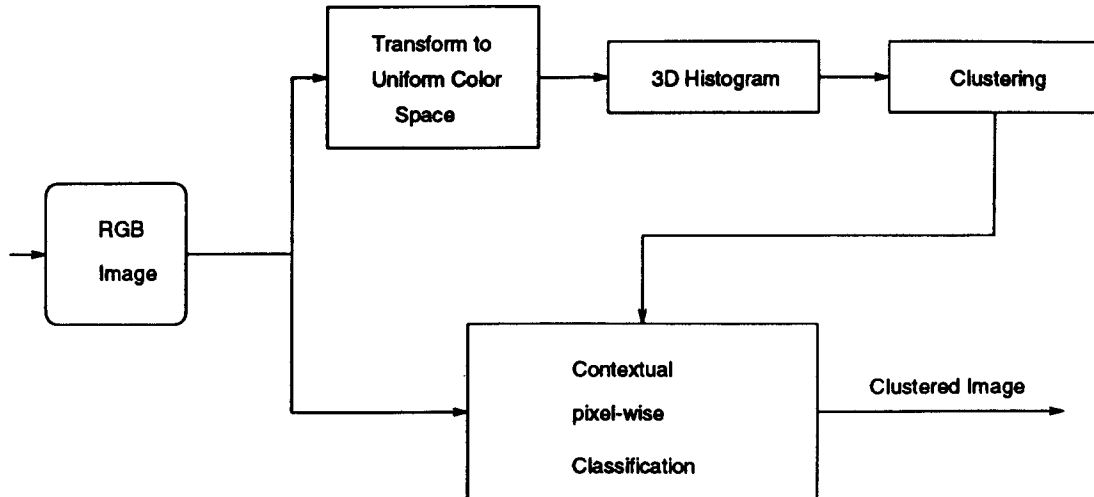 Transform to
Uniform Color
Space
3D Histogram
Clustering
RGB
Image
Contextual
pixel-wise
Classification
Clustered Image